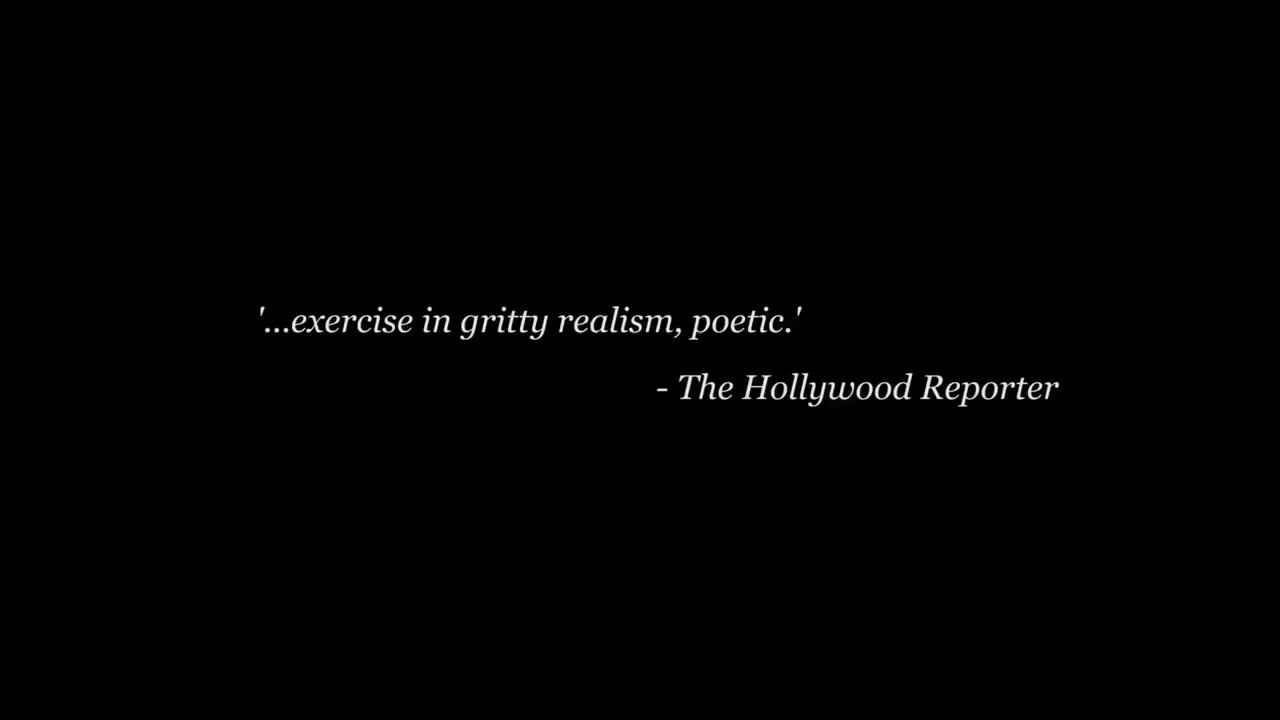 '...exercise in gritty realism, poetic.'
- The Hollywood Reporter